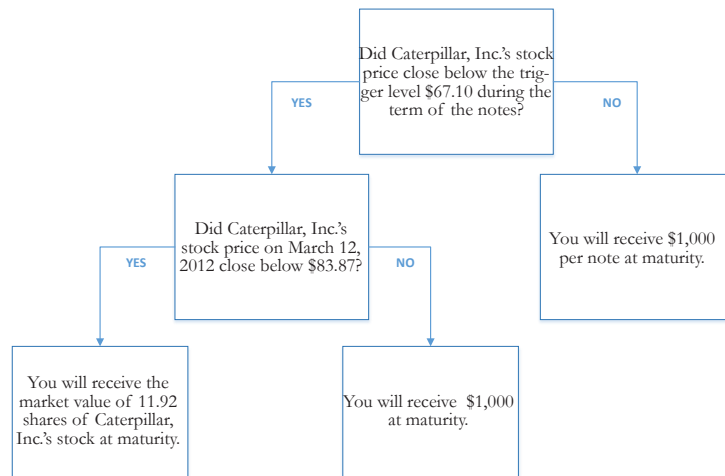 Did Caterpillar, Inc.'s stock
price close below the trig-
ger level $67.10 during the
term of the notes?
YES
NO
Did Caterpillar, Inc.'s
stock price on March 12,
2012 close below $83.87?
You will receive $1,000
per note at maturity.
YES
NO
You will receive the
market value of 11.92
shares of Caterpillar,
Inc.'s stock at maturity.
You will receive $1,000
at maturity.